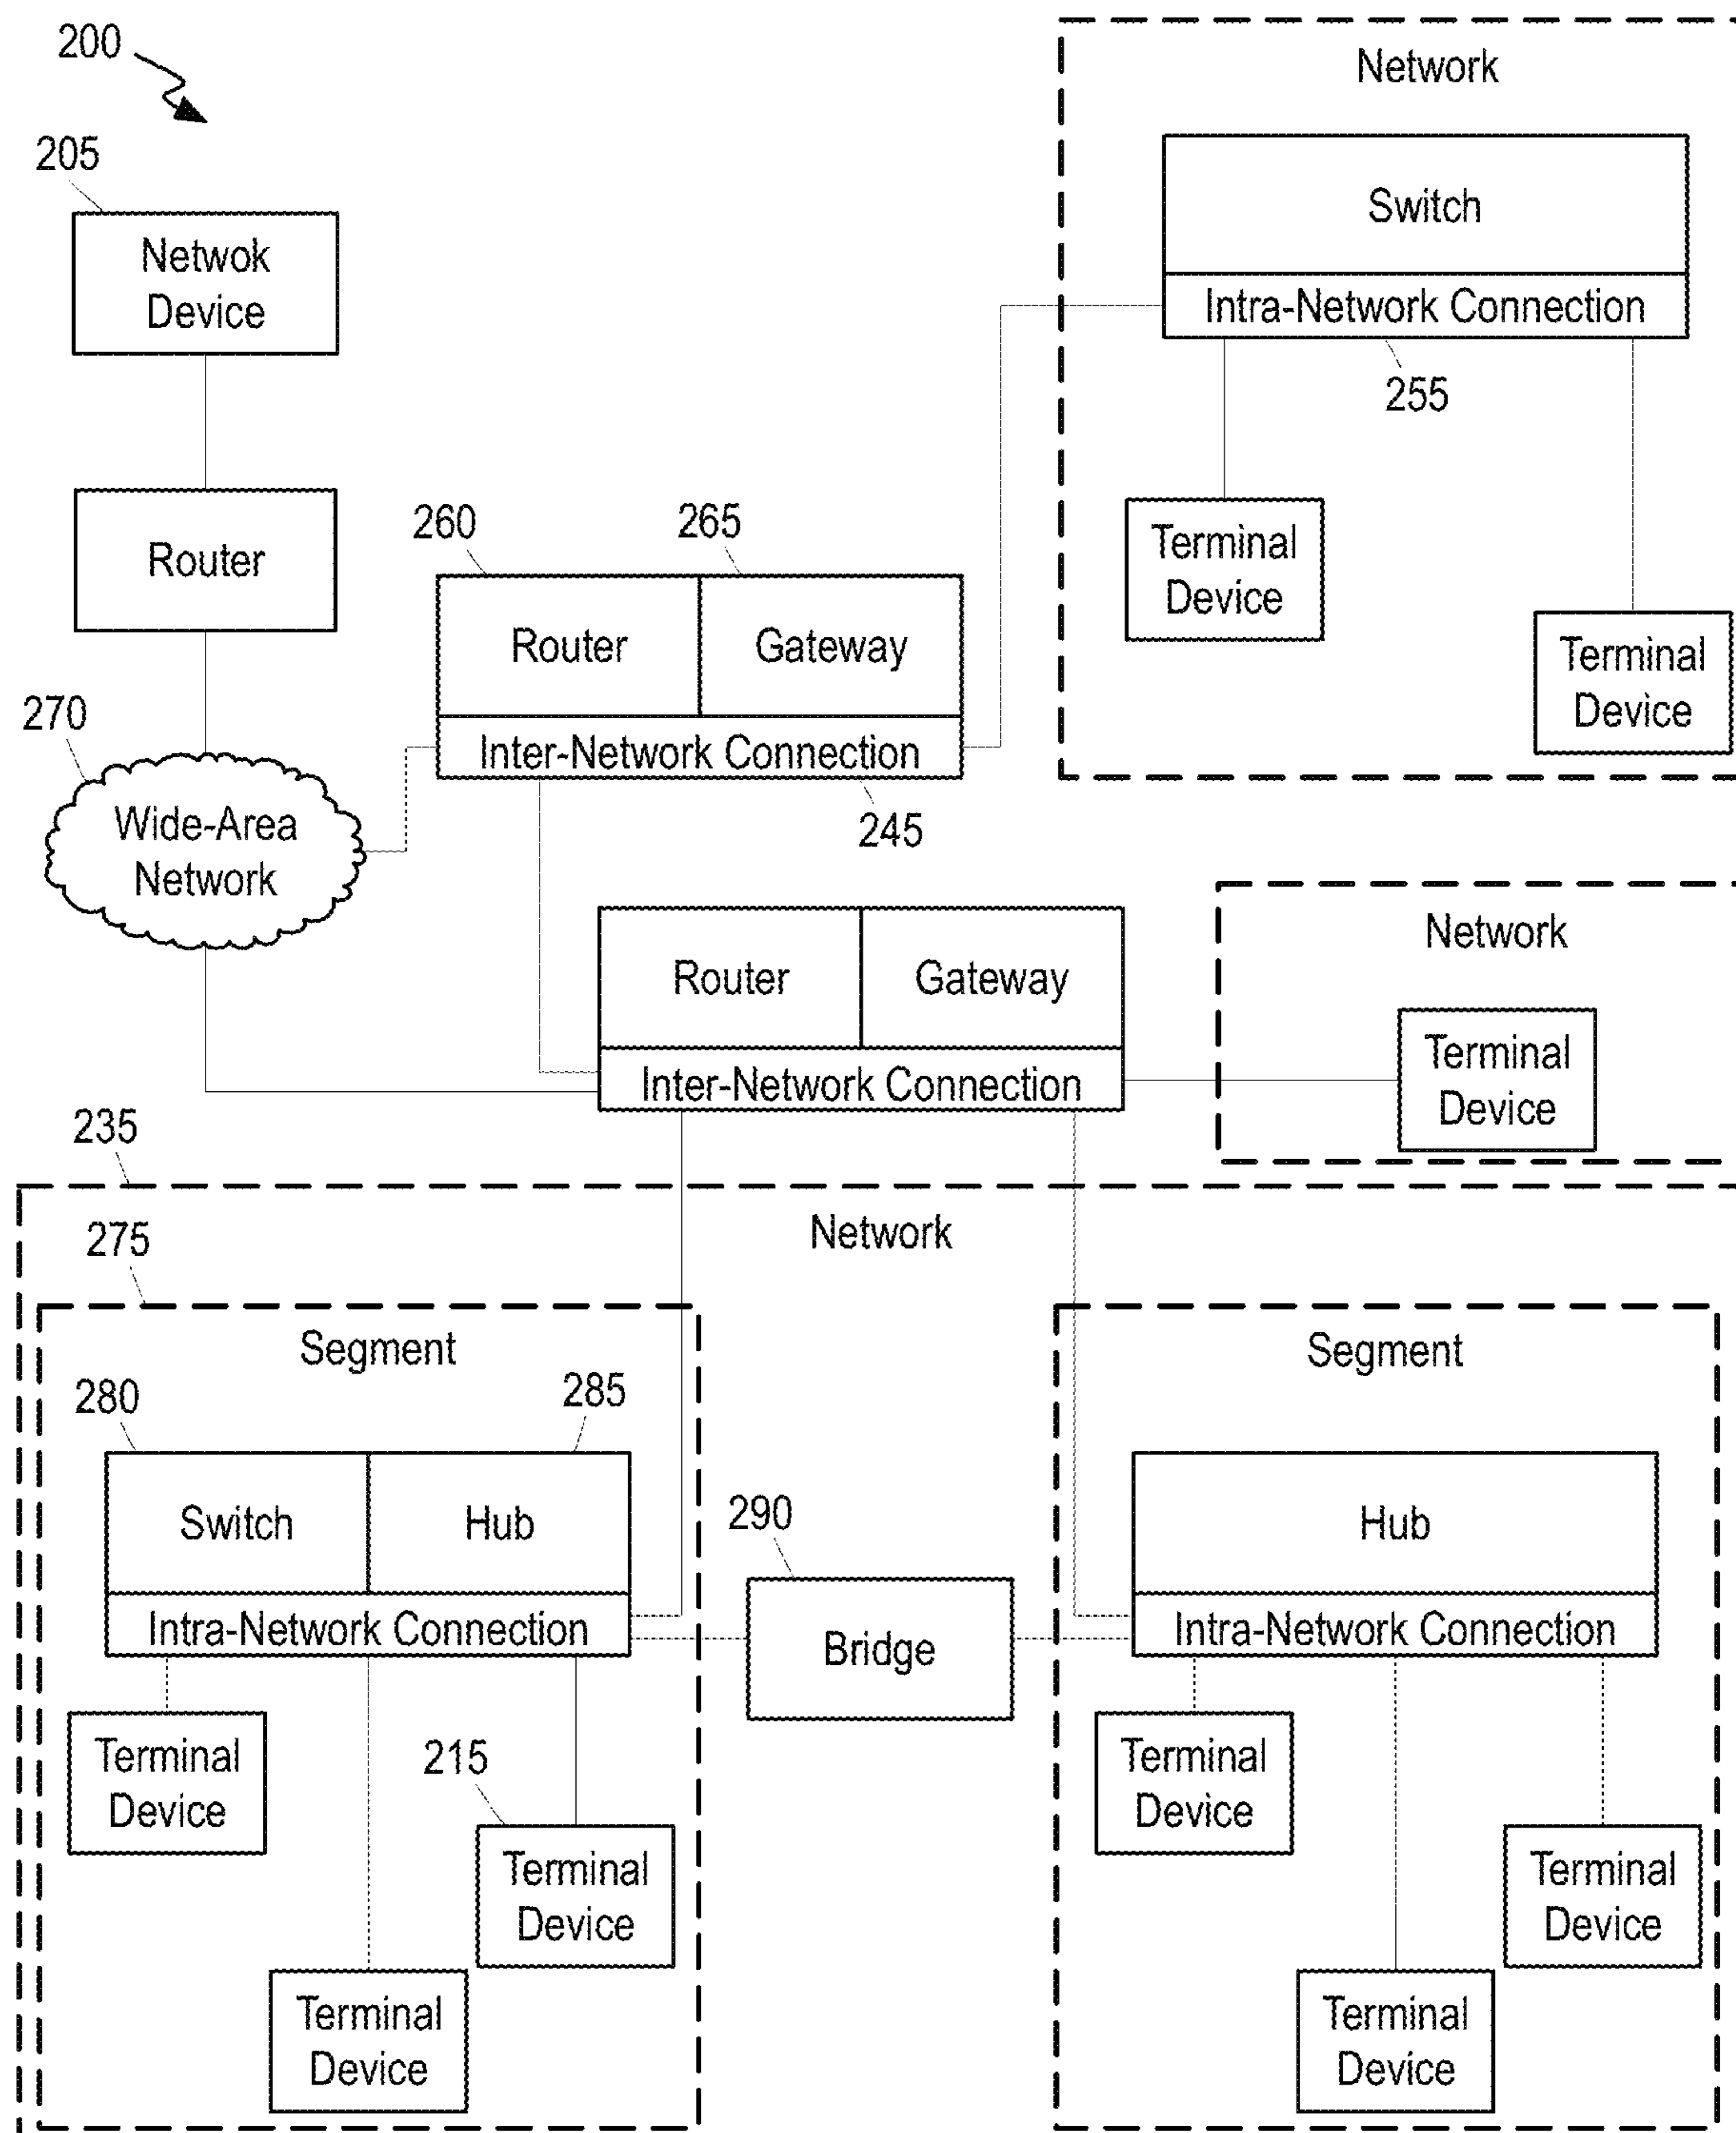 200
Network
205
Netwok
Device
Switch
Intra-Network Connection
255
Router
260
265
Terminal
Device
Router
Gateway
Terminal
Device
270
Inter-Network Connection
245
Wide-Area
Network
Network
Router
Gateway
Terminal
Device
Inter-Network Connection
235
Network
275
Segment
Segment
280
285
Switch
Hub
290
Hub
Intra-Network Connection
Bridge
Intra-Network Connection
Terminal
Device
215
Terminal
Device
Terminal
Device
Terminal
Device
Terminal
Device
Terminal
Device